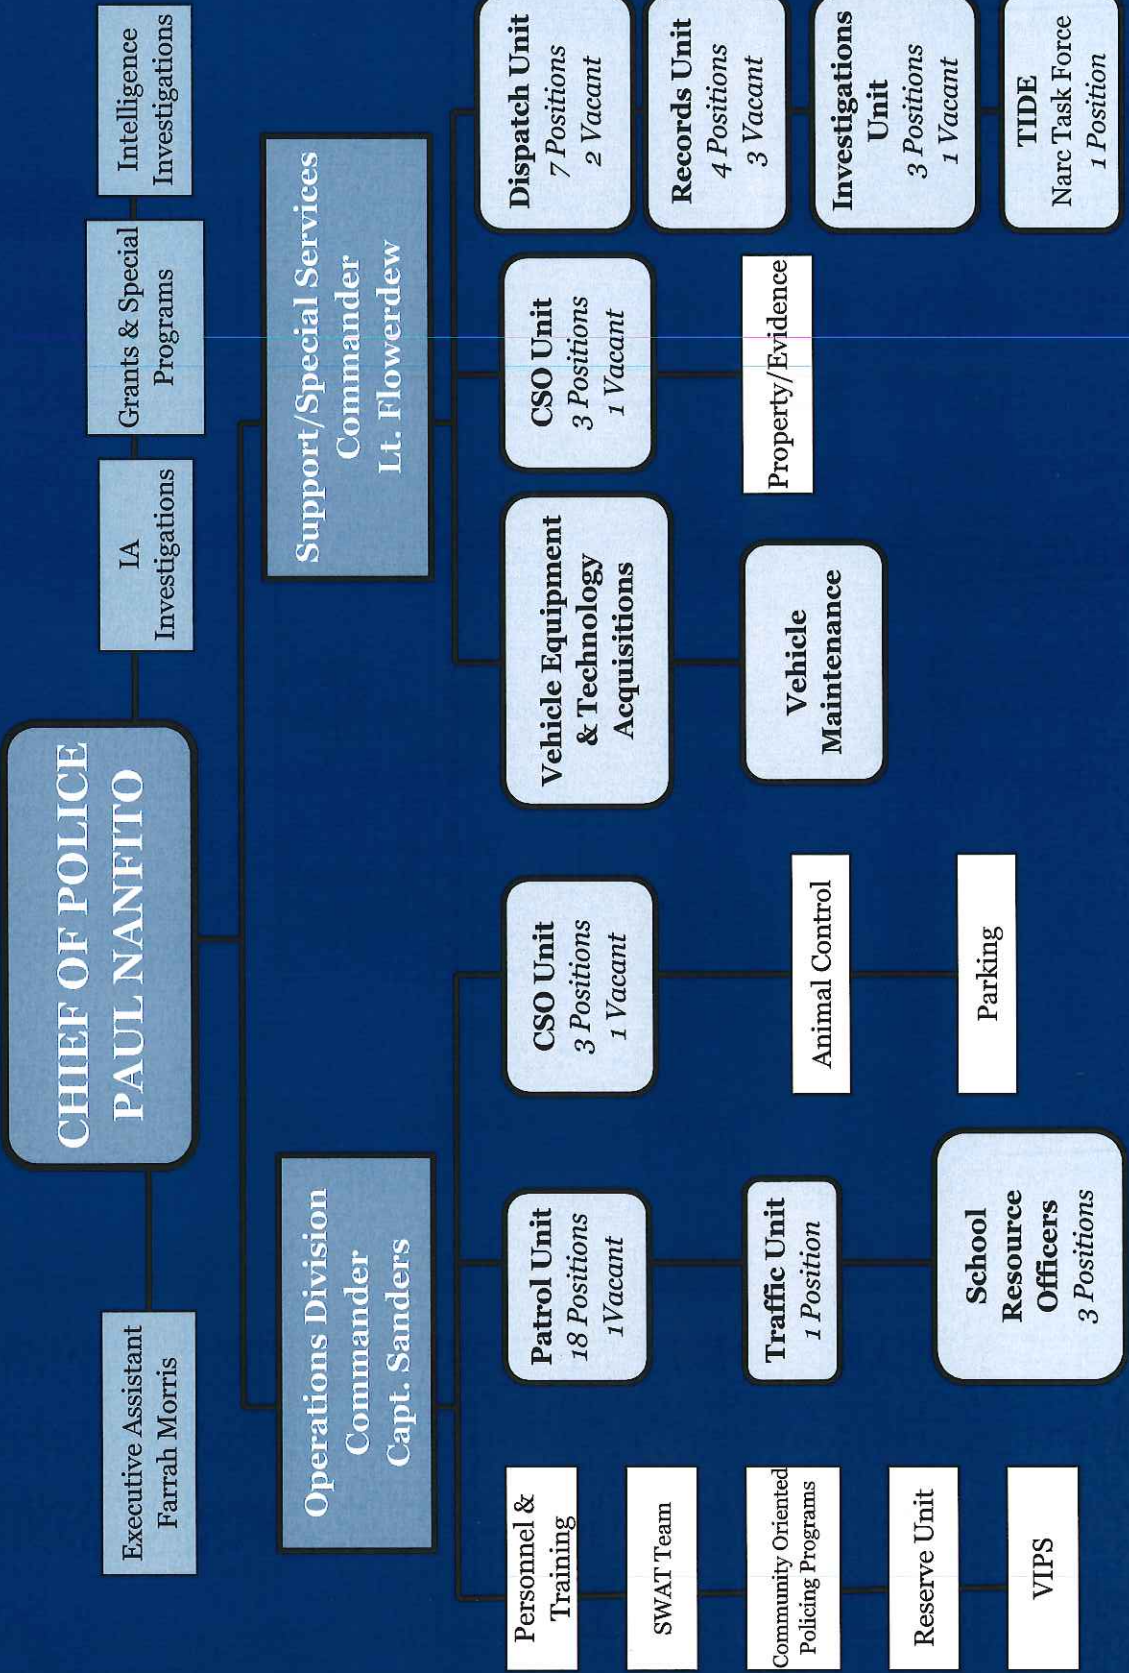 CHIEF OF POLICE
PAUL NANFITO
Executive Assistant
Farrah Morris
IA
Investigations
Grants & Special
Programs
Intelligence
Investigations
Operations Division
Commander
Capt. Sanders
Support/Special Services
Commander
Lt. Flowerdew
Personnel &
Training
SWAT Team
Community Oriented
Policing Programs
Reserve Unit
VIPS
Patrol Unit
18 Positions
1Vacant
Traffic Unit
1 Position
School
Resource
Officers
3 Positions
CSO Unit
3 Positions
1 Vacant
Animal Control
Parking
Vehicle Equipment
& Technology
Acquisitions
Vehicle
Maintenance
CSO Unit
3 Positions
1 Vacant
Property/Evidence
Dispatch Unit
7 Positions
2 Vacant
Records Unit
4 Positions
3 Vacant
Investigations
Unit
3 Positions
1 Vacant
TIDE
Narc Task Force
1 Position